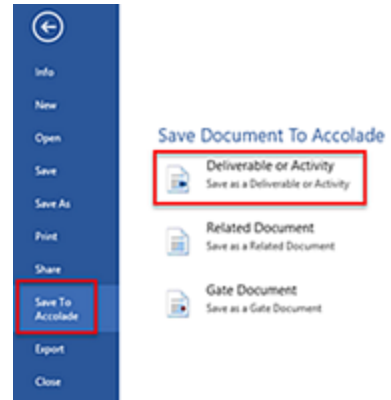 Info
New
Open
Save
Save As
Print
Share
Save To
Accolade
Export
Close
Save Document To Accolade
Deliverable or Activity
Save as a Deliverable or Activity
Related Document
Save as a Related Document
Gate Document
Save as a Gate Document